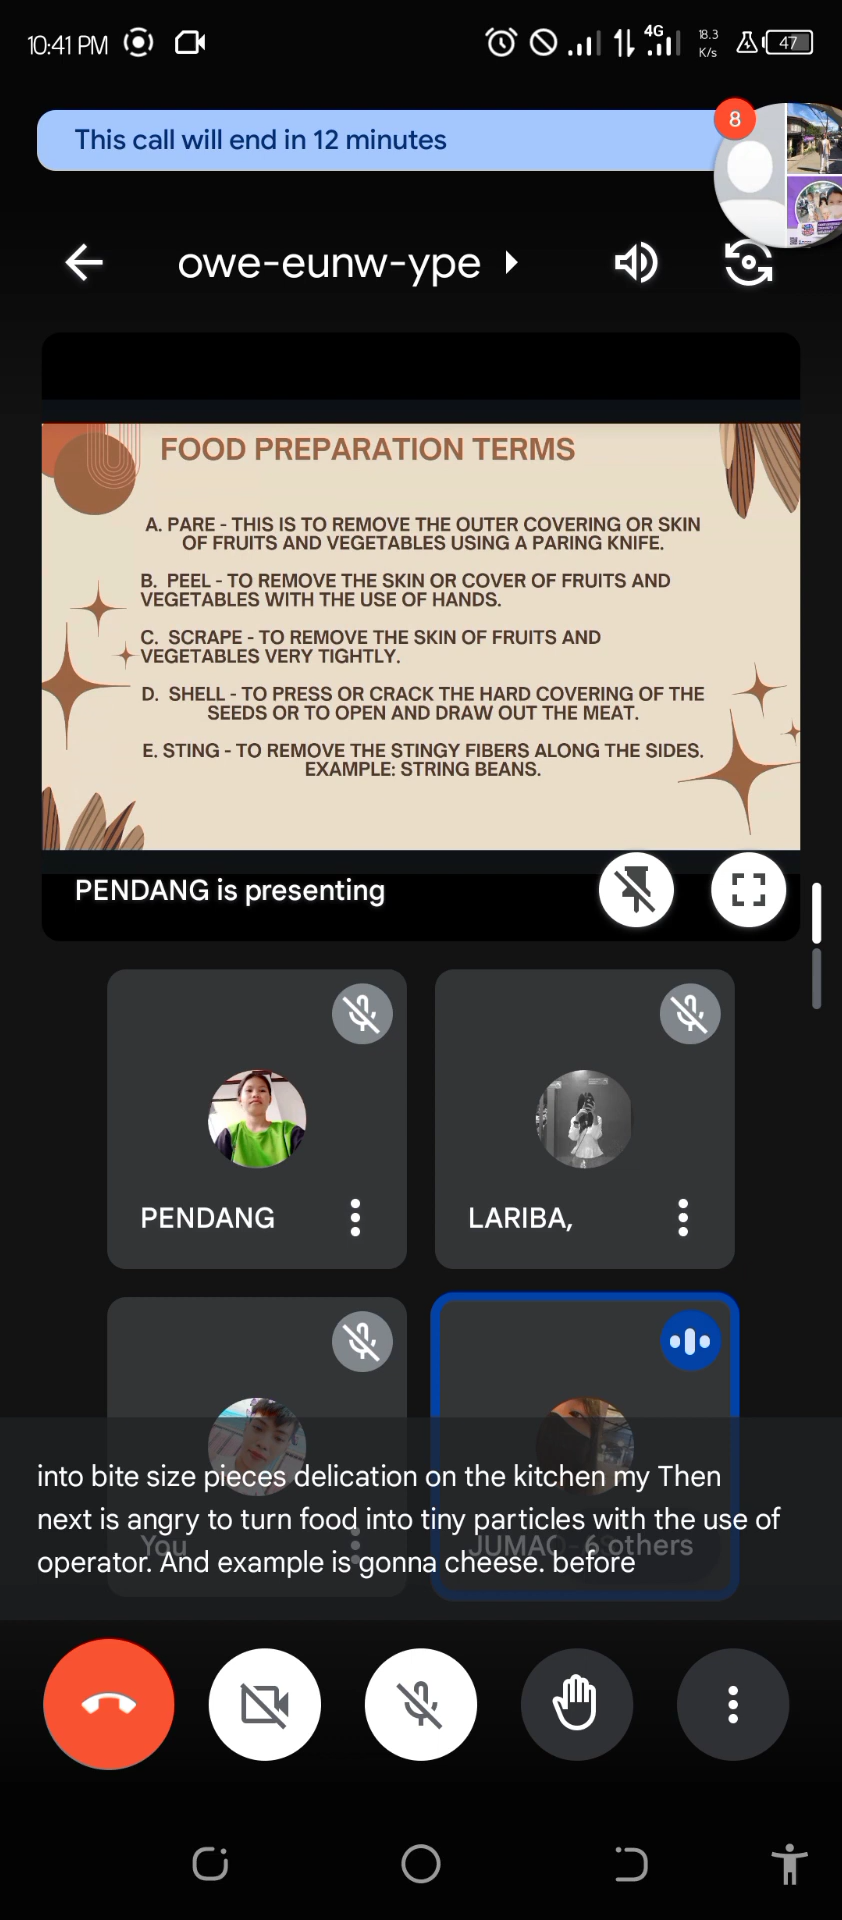 10:41 PM
4G
18.3
K/s
47
This call will end in 12 minutes
8
owe-eunw-ype
FOOD PREPARATION TERMS
A. PARE - THIS IS TO REMOVE THE OUTER COVERING OR SKIN
OF FRUITS AND VEGETABLES USING A PARING KNIFE.
B. PEEL - TO REMOVE THE SKIN OR COVER OF FRUITS AND
VEGETABLES WITH THE USE OF HANDS.
C. SCRAPE - TO REMOVE THE SKIN OF FRUITS AND
VEGETABLES VERY TIGHTLY.
D. SHELL - TO PRESS OR CRACK THE HARD COVERING OF THE
SEEDS OR TO OPEN AND DRAW OUT THE MEAT.
E. STING - TO REMOVE THE STINGY FIBERS ALONG THE SIDES.
EXAMPLE: STRING BEANS.
PENDANG is presenting
PENDANG
LARIBA,
into bite size pieces delication on the kitchen my Then
next is angry to turn food into tiny particles with the use of
You
6 others
operator. And example is gonna cheese. before